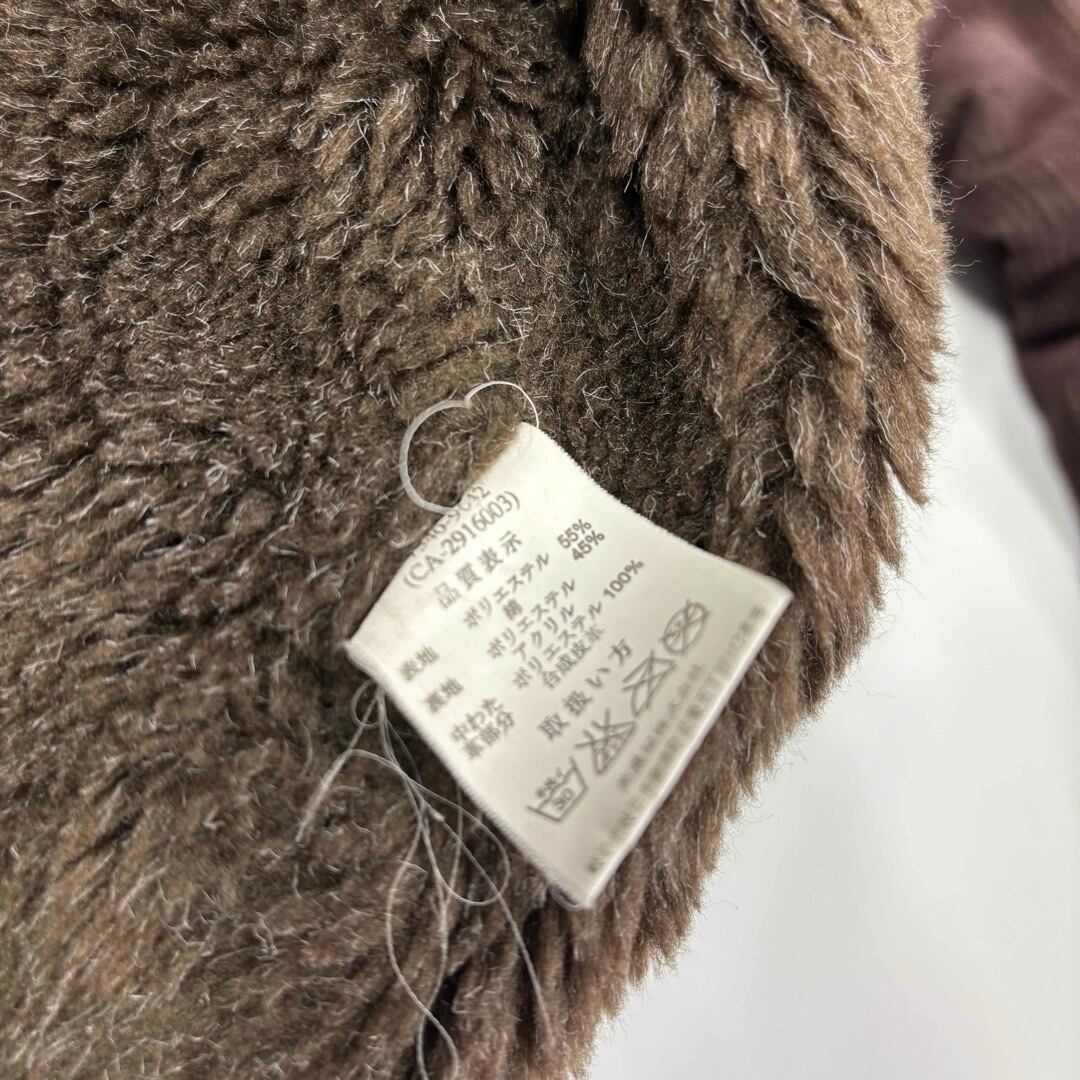 (CA-2916003)
品質表示
表地 ポリエステル 55%
綿 45%
裏地 ポリエステル
アクリル
中わた ポリエステル 100%
革部分 合成皮革
取扱い方
30